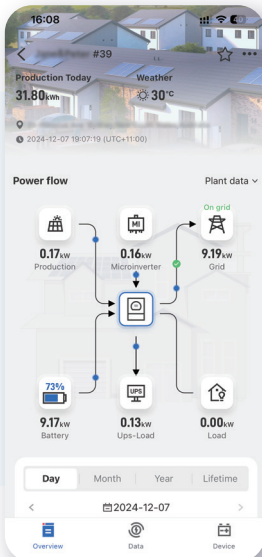 16:08
#39
Production Today
Weather
31.80kWh
30°C
2024-12-07 19:07:19 (UTC+11:00)
Power flow
Plant data
On grid
MI
0.17kW
0.16kW
9.19kW
Production
Microinverter
Grid
73%
UPS
9.17kW
0.13kW
0.00kW
Battery
Ups-Load
Load
Day
Month
Year
Lifetime
<
2024-12-07
>
Overview
Data
Device